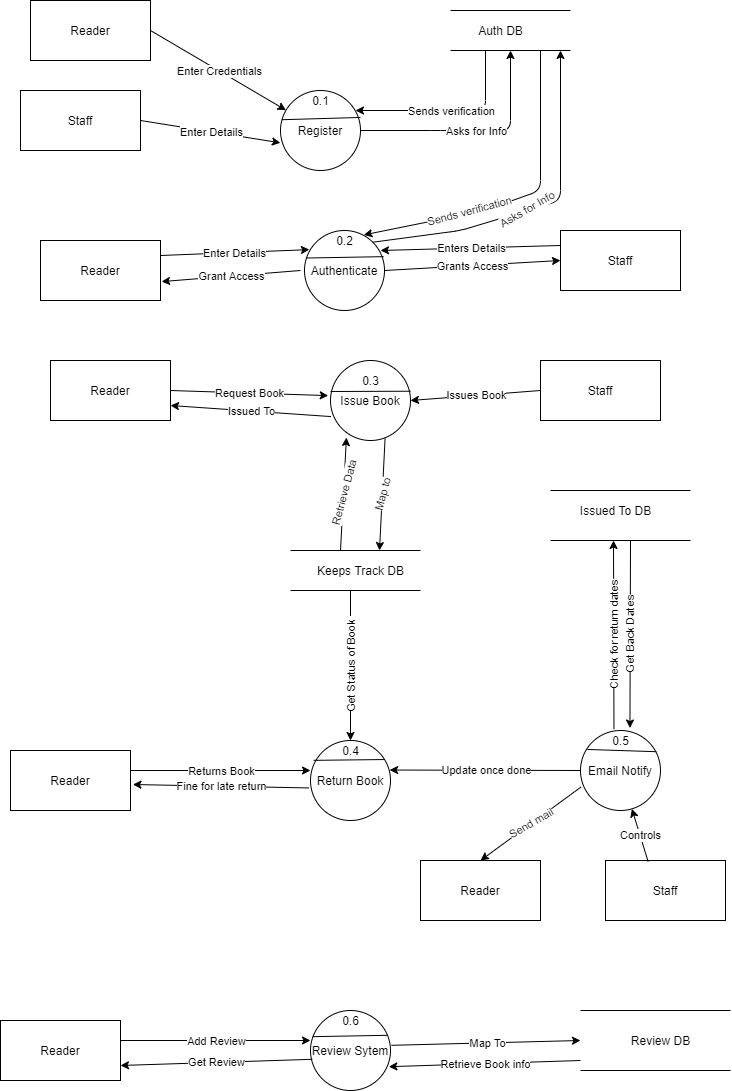 Reader
Auth DB
Enter Credentials
0.1
Sends verification
Staff
Enter Details
Register
Asks for Info
Sends verification
Asks for Info
0.2
Reader
Enter Details
Enters Details
Staff
Grant Access
Authenticate
Grants Access
0.3
Reader
Request Book
Issue Book
Issues Book
Staff
Issued To
Retrieve Data
Map to
Issued To DB
Keeps Track DB
Check for return dates
Get Back Dates
Get Status of Book
0.4
0.5
Reader
Returns Book
Return Book
Update once done
Email Notify
Fine for late return
Send mail
Controls
Reader
Staff
0.6
Reader
Add Review
Review Sytem
Map To
Review DB
Get Review
Retrieve Book info